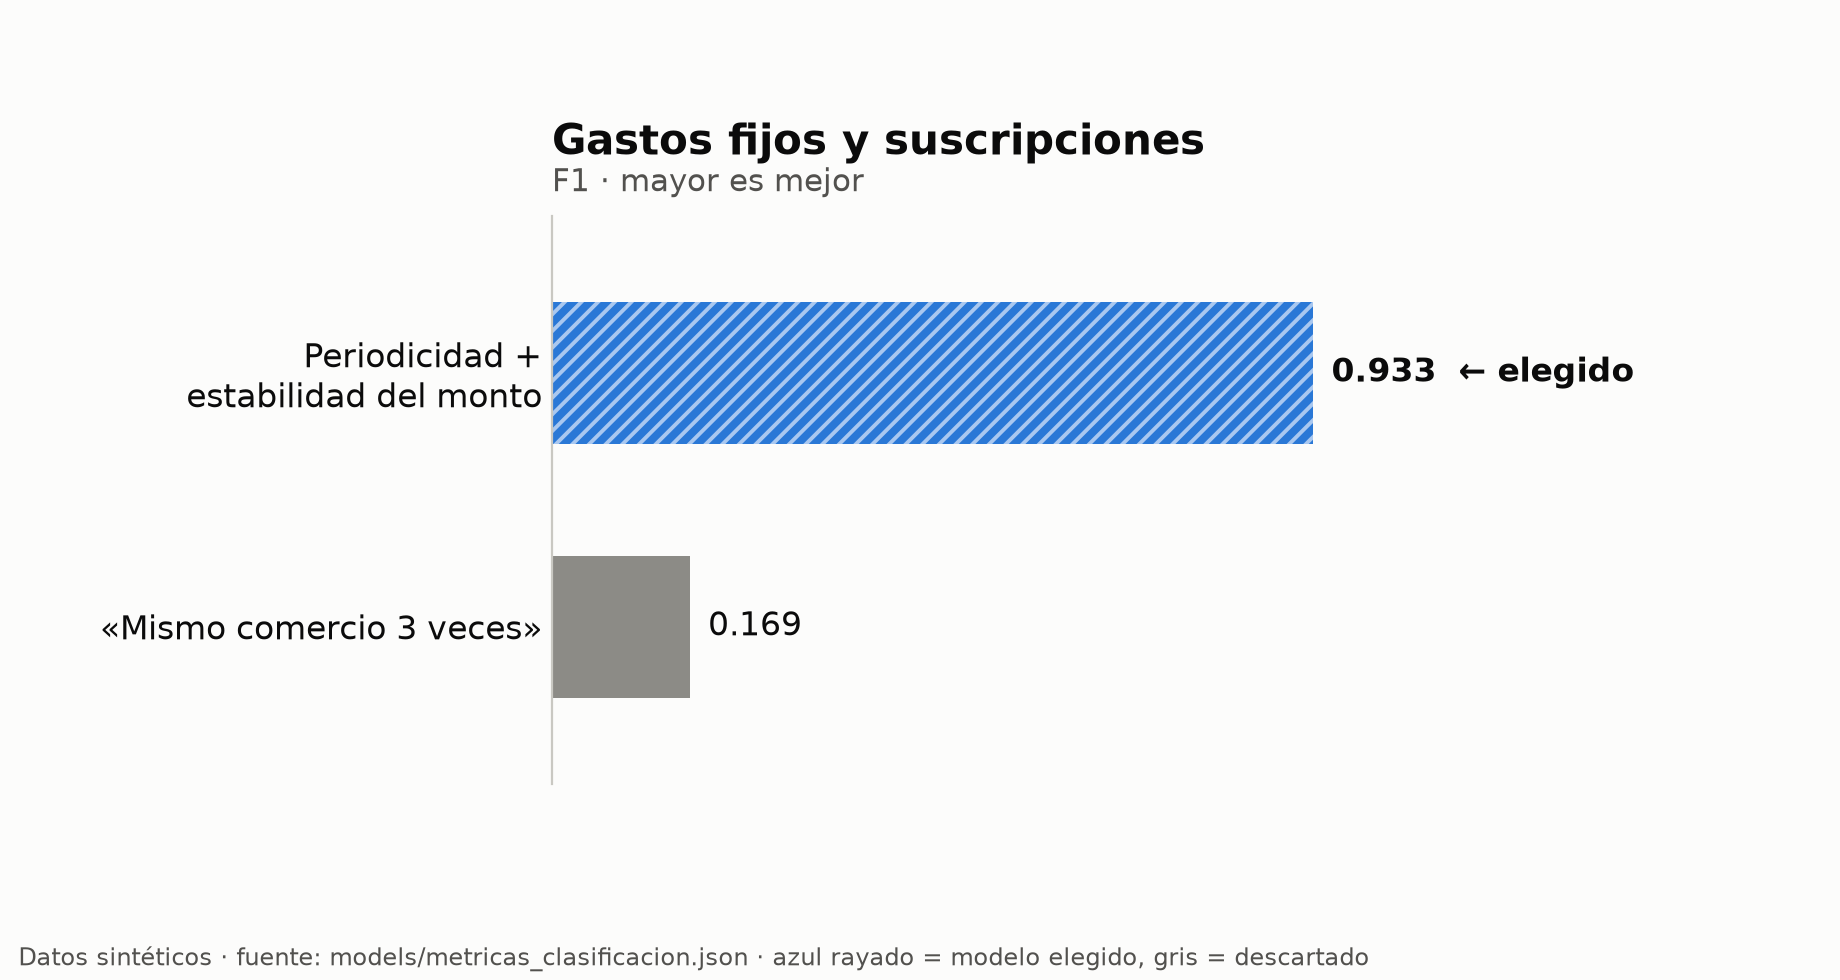 Gastos fijos y suscripciones
F1 · mayor es mejor
Periodicidad +
estabilidad del monto
0.933 ← elegido
«Mismo comercio 3 veces»
0.169
Datos sintéticos · fuente: models/metricas_clasificacion.json · azul rayado = modelo elegido, gris = descartado